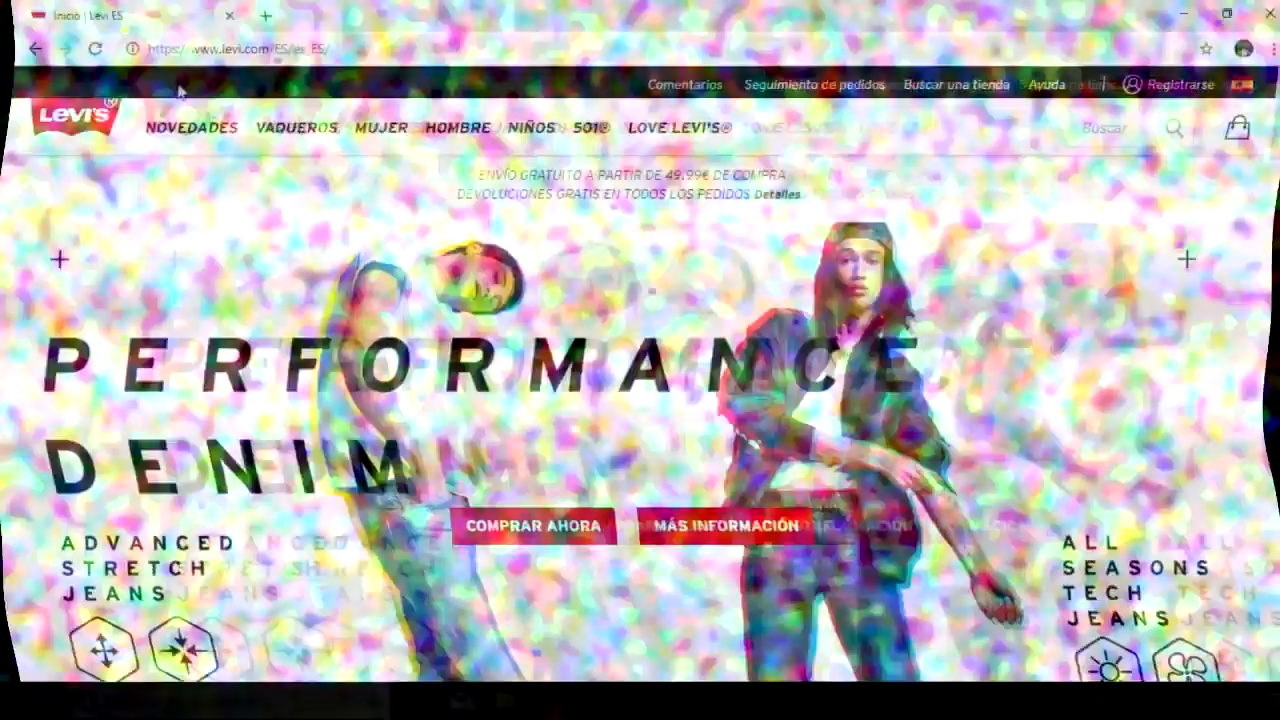 Inicio | Levi ES
https://www.levi.com/ES/es_ES/
Comentarios Seguimiento de pedidos Buscar una tienda Ayuda Registrarse
LEVI'S®
NOVEDADES VAQUEROS MUJER HOMBRE NIÑOS 501® LOVE LEVI'S® Buscar
ENVÍO GRATUITO A PARTIR DE 49.99€ DE COMPRA
DEVOLUCIONES GRATIS EN TODOS LOS PEDIDOS Detalles
PERFORMANCE
DENIM
COMPRAR AHORA MÁS INFORMACIÓN
ADVANCED
STRETCH
JEANS
ALL
SEASONS
TECH
JEANS